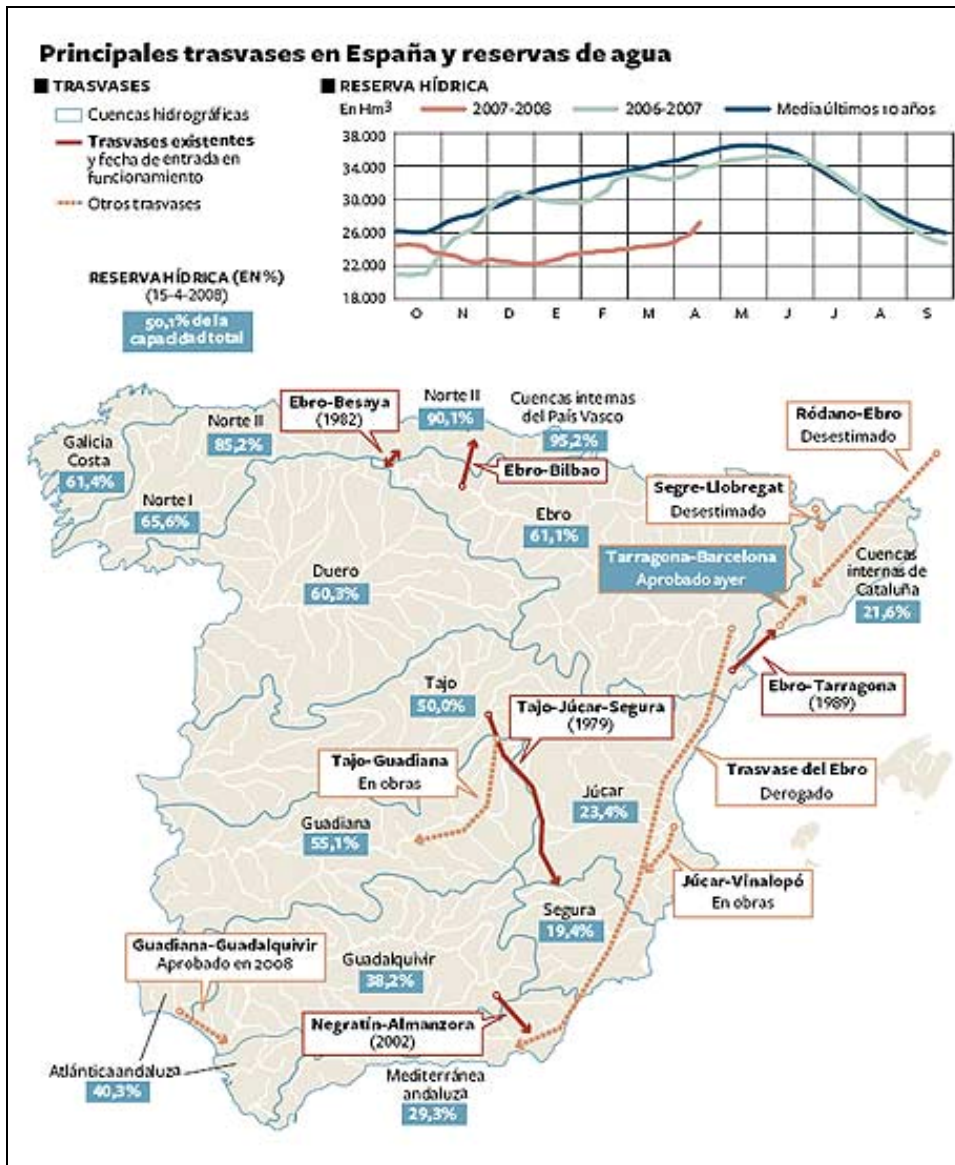 Principales trasvases en España y reservas de agua
TRASVASES
Cuencas hidrográficas
Trasvases existentes
y fecha de entrada en
funcionamiento
Otros trasvases
RESERVA HÍDRICA
En Hm³
2007-2008
2006-2007
Media últimos 10 años
38.000
34.000
26.000
22.000
18.000
O N D E F M A M J J A S
RESERVA HÍDRICA (EN %)
(15-4-2008)
50,1% de la
capacidad total
Ebro-Besaya
(1982)
Norte II
90,1%
Cuencas internas
del País Vasco
95,2%
Norte II
85,2%
Galicia
Costa
61,4%
Norte I
65,6%
Ebro-Bilbao
Ródano-Ebro
Desestimado
Segre-Llobregat
Desestimado
Ebro
61,1%
Tarragona-Barcelona
Aprobado ayer
Cuencas
internas de
Cataluña
21,6%
Duero
60,3%
Tajo
50,0%
Tajo-Júcar-Segura
(1979)
Ebro-Tarragona
(1989)
Tajo-Guadiana
En obras
Trasvase del Ebro
Derogado
Júcar
23,4%
Guadiana
55,1%
Júcar-Vinalopó
En obras
Segura
19,4%
Guadiana-Guadalquivir
Aprobado en 2008
Guadalquivir
38,2%
Negratín-Almanzora
(2002)
Atlántica andaluza
40,3%
Mediterránea
andaluza
29,3%